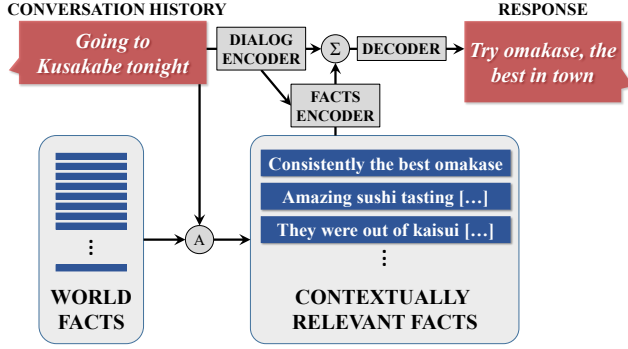 CONVERSATION HISTORY
RESPONSE
Going to
Kusakabe tonight
DIALOG
ENCODER
Σ
DECODER
Try omakase, the
best in town
FACTS
ENCODER
Consistently the best omakase
Amazing sushi tasting […]
They were out of kaisui […]
A
WORLD
FACTS
CONTEXTUALLY
RELEVANT FACTS